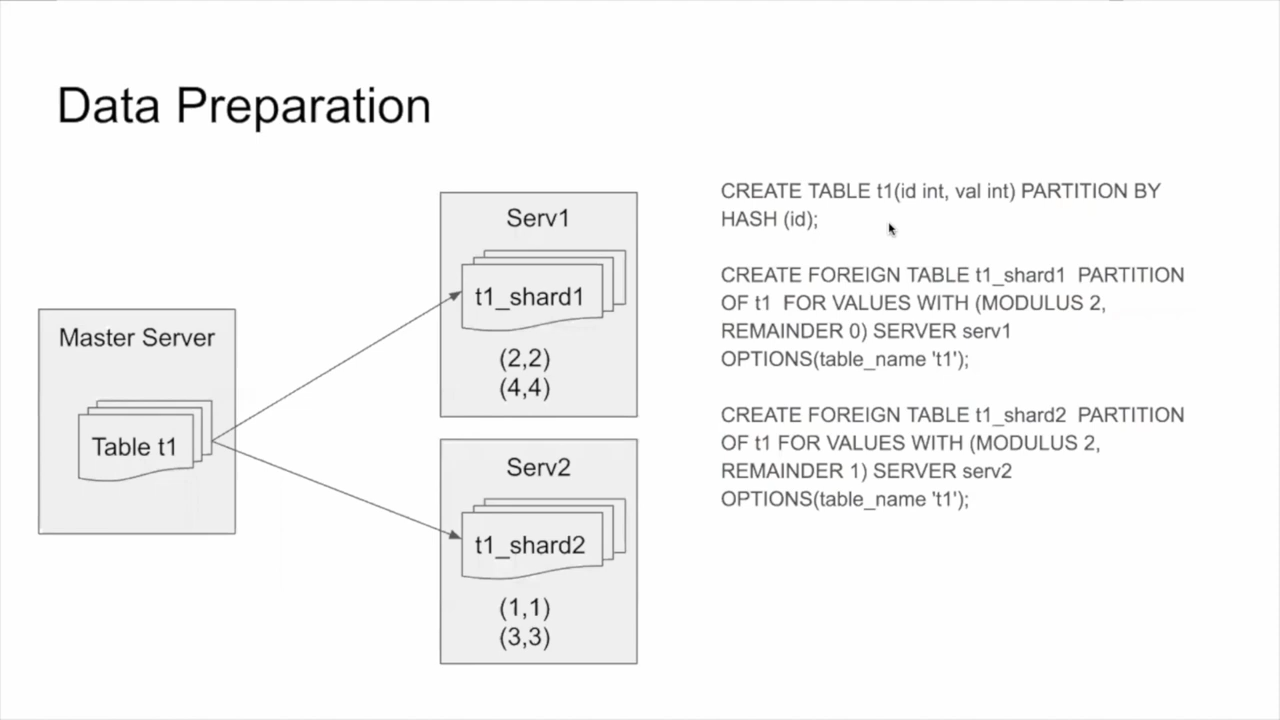 Data Preparation
Master Server
Table t1
Serv1
t1_shard1
(2,2)
(4,4)
Serv2
t1_shard2
(1,1)
(3,3)
CREATE TABLE t1(id int, val int) PARTITION BY
HASH (id);
CREATE FOREIGN TABLE t1_shard1  PARTITION
OF t1  FOR VALUES WITH (MODULUS 2,
REMAINDER 0) SERVER serv1
OPTIONS(table_name 't1');
CREATE FOREIGN TABLE t1_shard2  PARTITION
OF t1 FOR VALUES WITH (MODULUS 2,
REMAINDER 1) SERVER serv2
OPTIONS(table_name 't1');